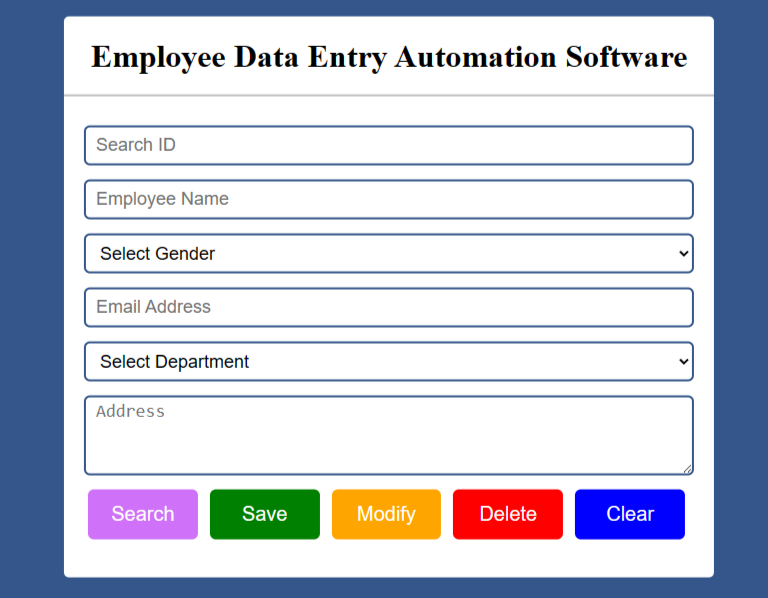 Employee Data Entry Automation Software
Search ID
Employee Name
Select Gender
Email Address
Select Department
Address
Search Save Modify Delete Clear